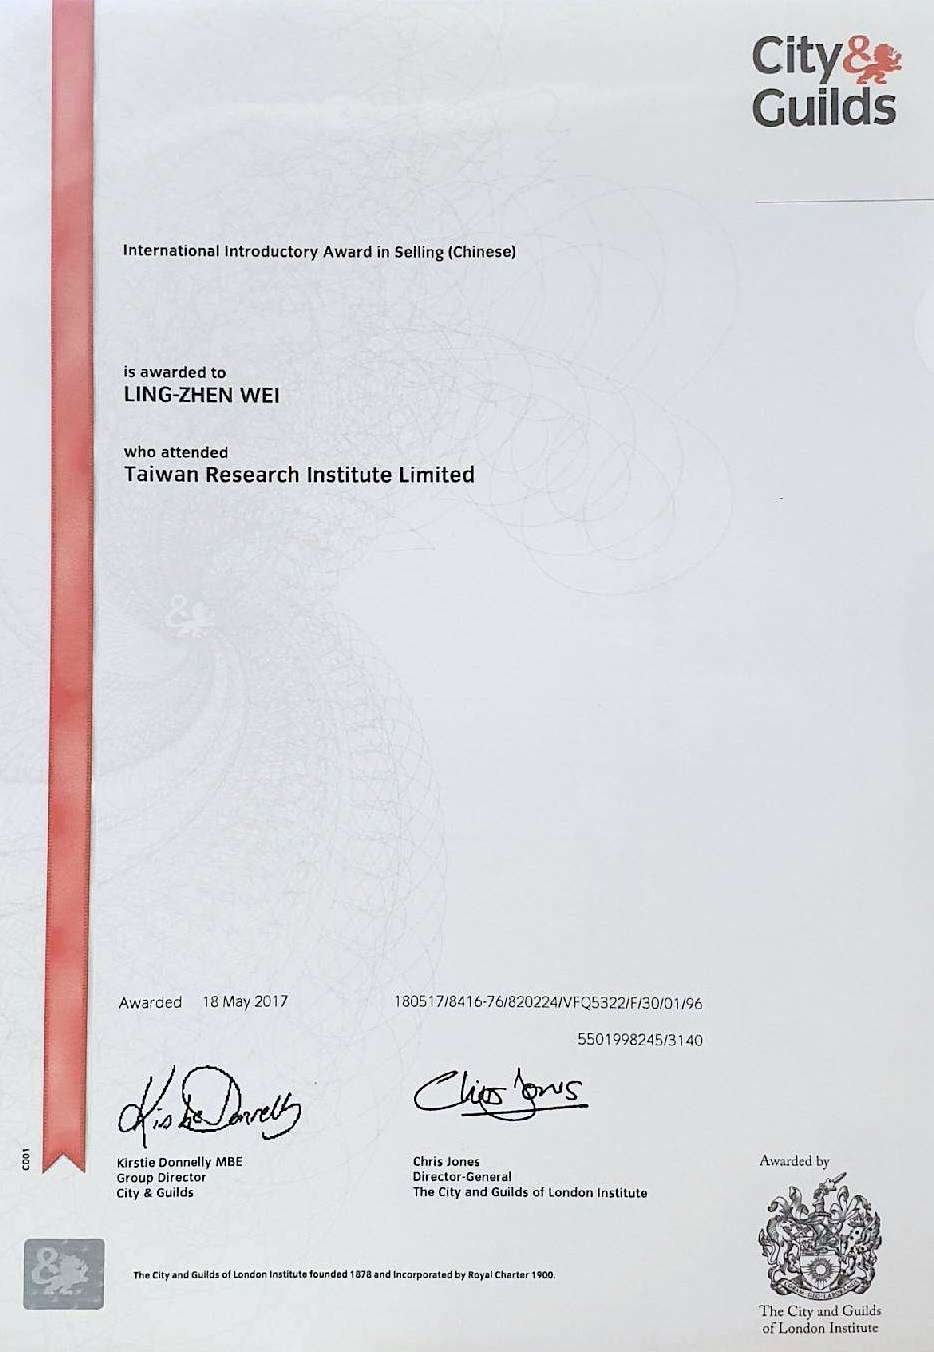 City&
Guilds
International Introductory Award in Selling (Chinese)
is awarded to
LING-ZHEN WEI
who attended
Taiwan Research Institute Limited
Awarded 18 May 2017
180517/8416-76/820224/VFQ5322/F/30/01/96
5501998245/3140
Kirstie Donnelly
Chris Jones
Kirstie Donnelly MBE
Group Director
City & Guilds
Chris Jones
Director-General
The City and Guilds of London Institute
CD01
Awarded by
The City and Guilds
of London Institute
&
The City and Guilds of London Institute founded 1878 and Incorporated by Royal Charter 1900.